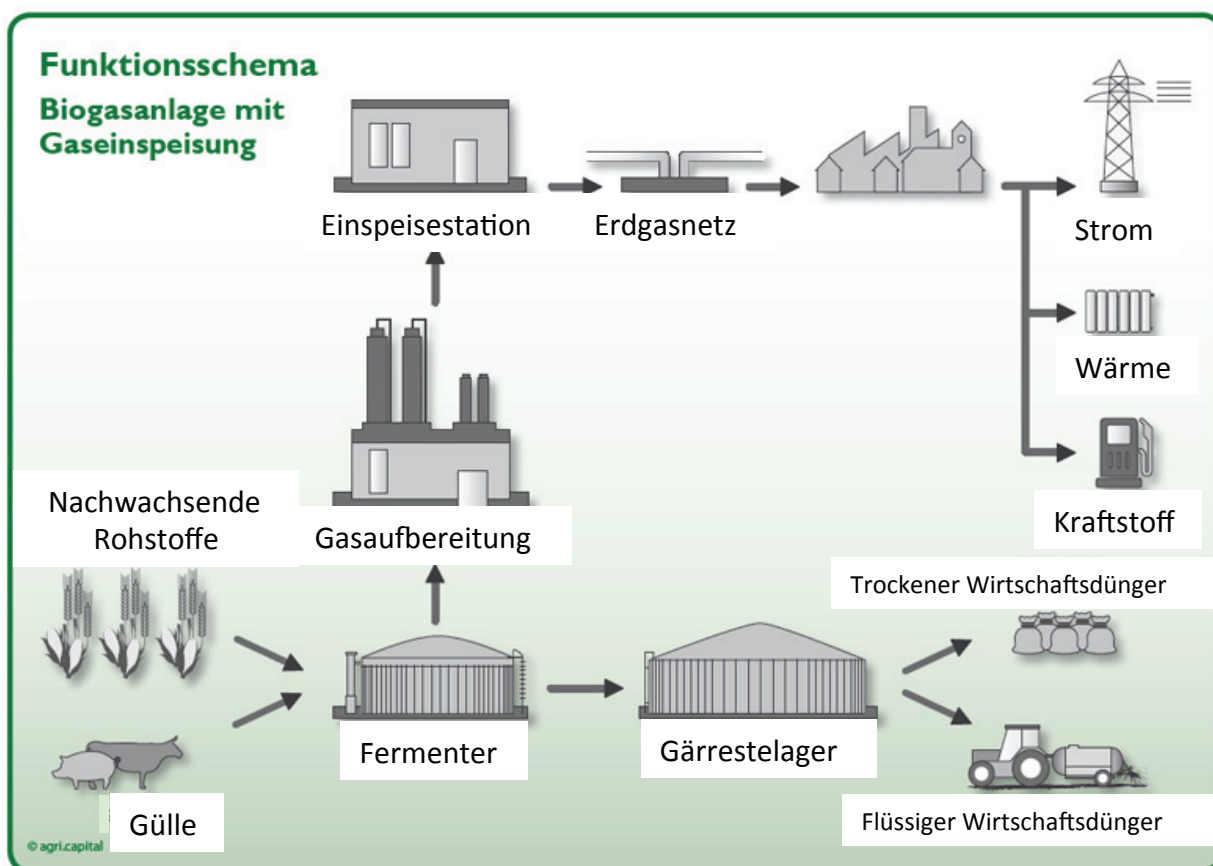 Funktionsschema
Biogasanlage mit
Gaseinspeisung
Einspeisestation
Erdgasnetz
Strom
Wärme
Kraftstoff
Nachwachsende
Rohstoffe
Gasaufbereitung
Trockener Wirtschaftsdünger
Fermenter
Gärrestelager
Gülle
Flüssiger Wirtschaftsdünger
© agri.capital